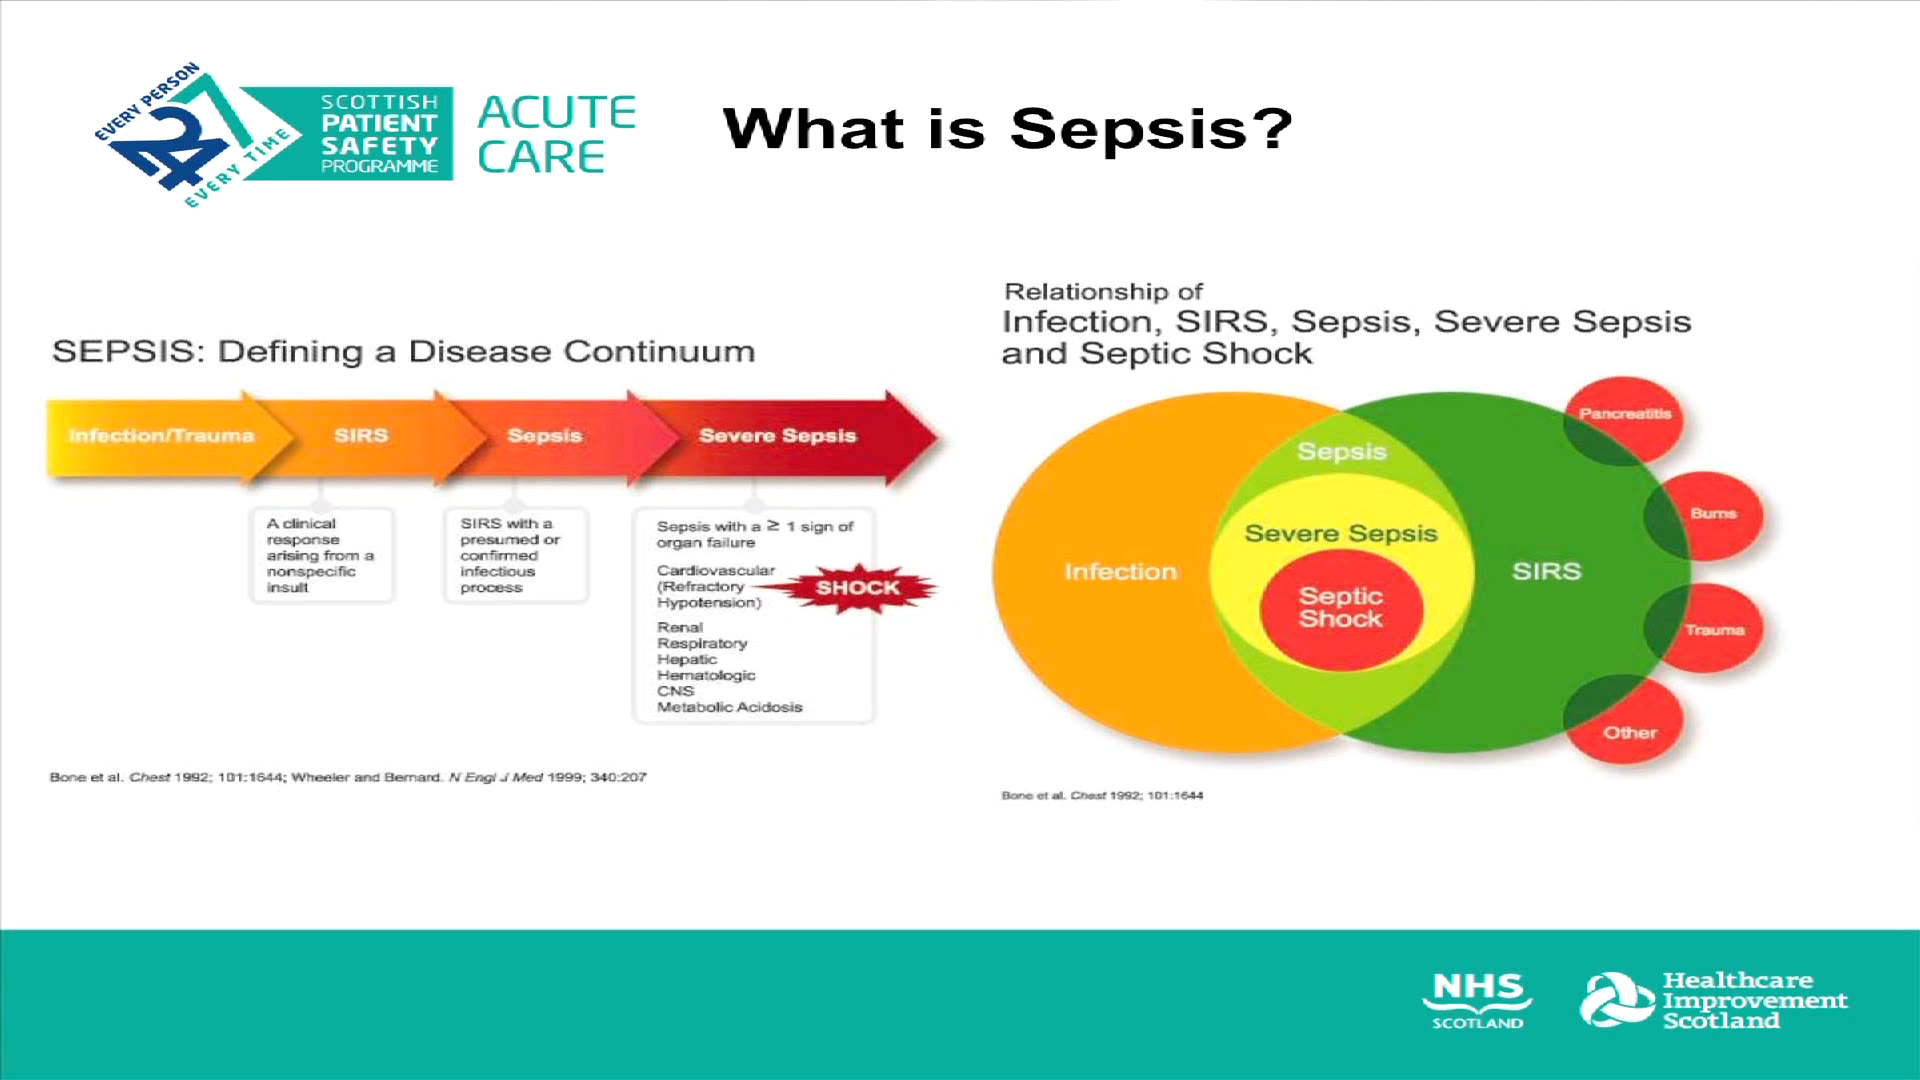 EVERY PERSON
24
7
EVERY TIME
SCOTTISH
PATIENT
SAFETY
PROGRAMME
ACUTE
CARE
What is Sepsis?
SEPSIS: Defining a Disease Continuum
Infection/Trauma
SIRS
Sepsis
Severe Sepsis
A clinical
response
arising from a
nonspecific
insult
SIRS with a
presumed or
confirmed
infectious
process
Sepsis with a ≥ 1 sign of
organ failure
Cardiovascular
(Refractory
Hypotension)
SHOCK
Renal
Respiratory
Hepatic
Hematologic
CNS
Metabolic Acidosis
Bone et al. Chest 1992; 101:1644; Wheeler and Bernard. N Engl J Med 1999; 340:207
Relationship of
Infection, SIRS, Sepsis, Severe Sepsis
and Septic Shock
Infection
Sepsis
Severe Sepsis
Septic
Shock
SIRS
Pancreatitis
Burns
Trauma
Other
Bone et al. Chest 1992; 101:1644
NHS
SCOTLAND
Healthcare
Improvement
Scotland